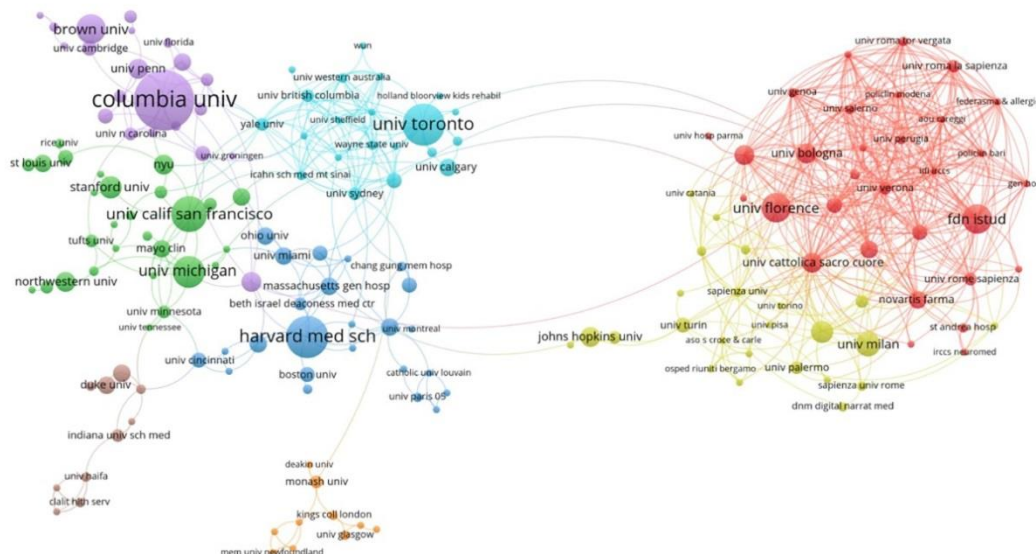 brown univ
univ cambridge
univ florida
univ penn
columbia univ
univ n carolina
rice univ
st louis univ
nyu
univ groningen
stanford univ
univ calif san francisco
tufts univ
mayo clin
northwestern univ
univ michigan
univ minnesota
univ tennessee
wun
univ western australia
univ british columbia
holland bloorview kids rehabil
yale univ
univ sheffield
univ toronto
wayne state univ
icahn sch med mt sinai
univ calgary
univ sydney
ohio univ
univ miami
chang gung mem hosp
massachusetts gen hosp
beth israel deaconess med ctr
harvard med sch
univ montreal
univ cincinnati
boston univ
catholic univ louvain
univ paris 05
duke univ
indiana univ sch med
univ haifa
clalit hlth serv
deakin univ
monash univ
kings coll london
univ glasgow
mem univ newfoundland
johns hopkins univ
univ roma tor vergata
univ roma la sapienza
univ genoa
policlin modena
federasma & allerg
univ salerno
aou careggi
univ hosp parma
univ perugia
univ bologna
policlin bari
idi irccs
gen ho
univ catania
univ verona
univ florence
fdn istud
univ cattolica sacro cuore
univ rome sapienza
sapienza univ
novartis farma
univ torino
univ turin
univ pisa
st andrea hosp
aso s croce & carle
univ milan
irccs neuromed
osped riuniti bergamo
univ palermo
sapienza univ rome
dnm digital narrat med